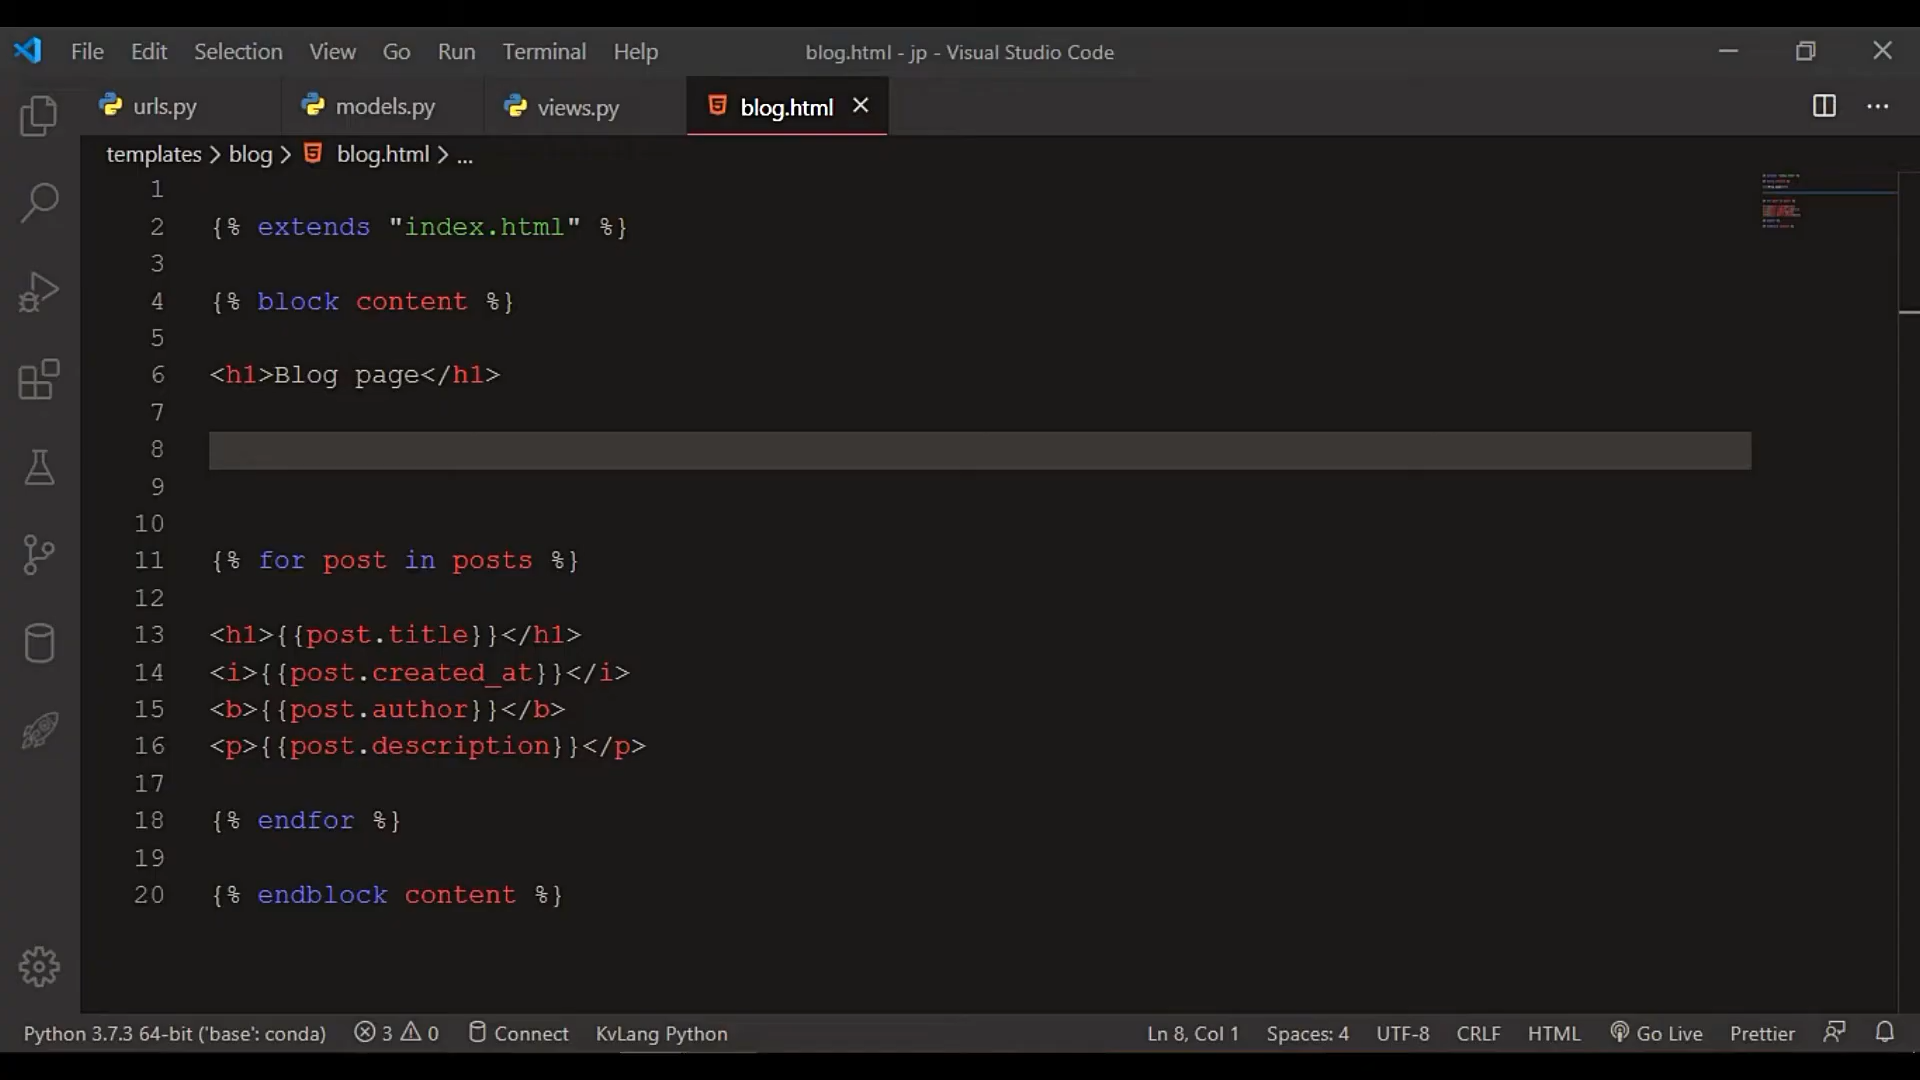 File Edit Selection View Go Run Terminal Help blog.html - jp - Visual Studio Code
urls.py models.py views.py blog.html
templates > blog > blog.html > ...
1
2 {% extends "index.html" %}
3
4 {% block content %}
5
6 <h1>Blog page</h1>
7
8
9
10
11 {% for post in posts %}
12
13 <h1>{{post.title}}</h1>
14 <i>{{post.created_at}}</i>
15 <b>{{post.author}}</b>
16 <p>{{post.description}}</p>
17
18 {% endfor %}
19
20 {% endblock content %}
Python 3.7.3 64-bit ('base': conda) 3 0 Connect KvLang Python Ln 8, Col 1 Spaces: 4 UTF-8 CRLF HTML Go Live Prettier